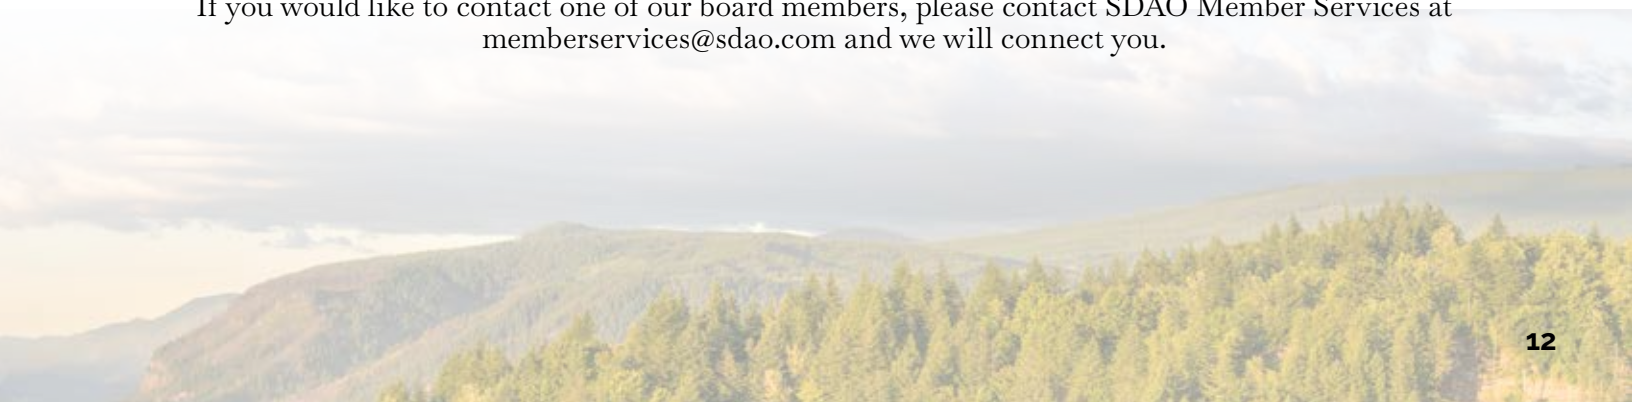 If you would like to contact one of our board members, please contact SDAO Member Services at
memberservices@sdao.com and we will connect you.
12